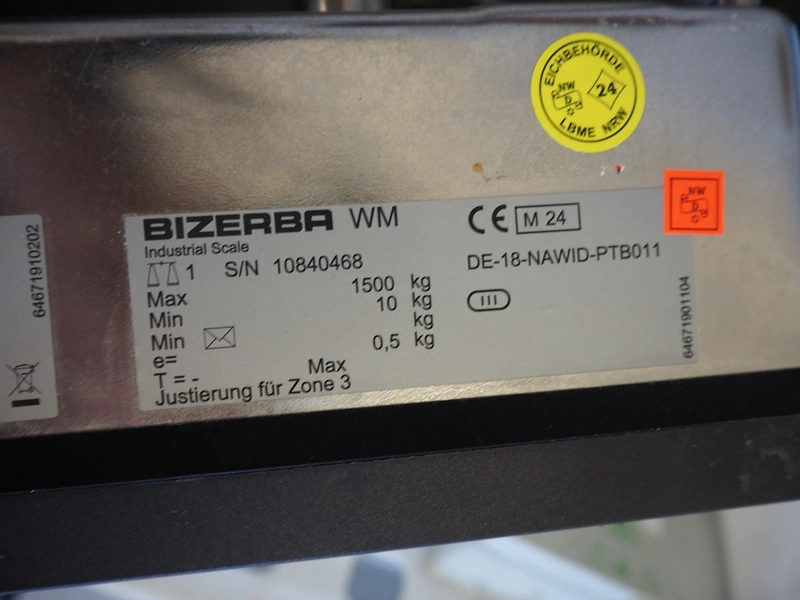 EICHBEHÖRDE
NW
D
24
LBME NRW
NW
D
BIZERBA WM
Industrial Scale
1 S/N 10840468
Max 1500 kg
Min 10 kg
Min kg
e= 0,5 kg
T = - Max
Justierung für Zone 3
CE M 24
DE-18-NAWID-PTB011
III
64671901104
64671910202